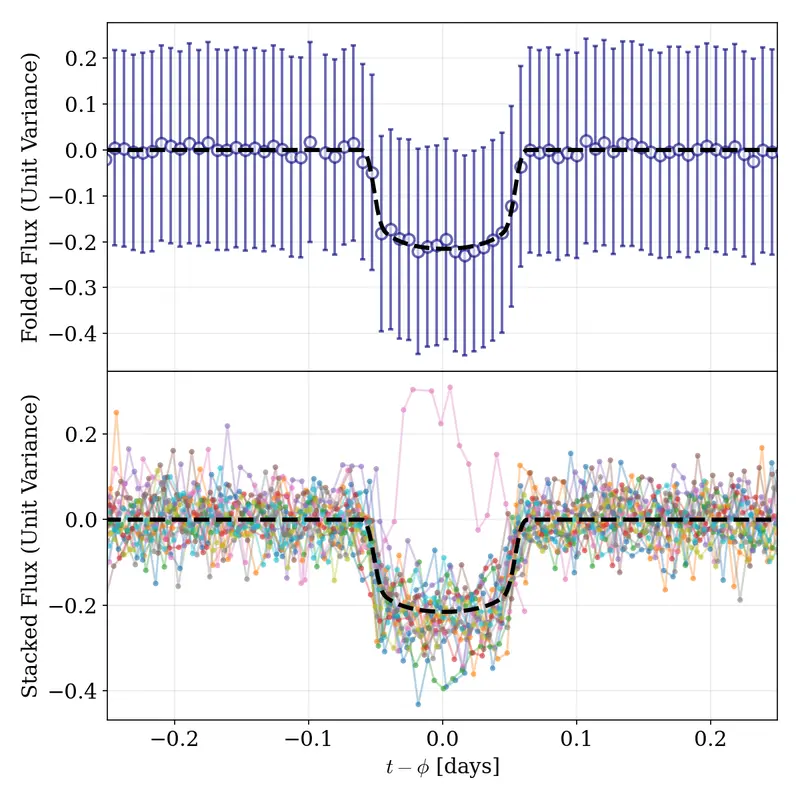 Folded Flux (Unit Variance)
0.2
0.1
0.0
−0.1
−0.2
−0.3
−0.4
Stacked Flux (Unit Variance)
0.2
0.0
−0.2
−0.4
−0.2 −0.1 0.0 0.1 0.2
t − ϕ [days]